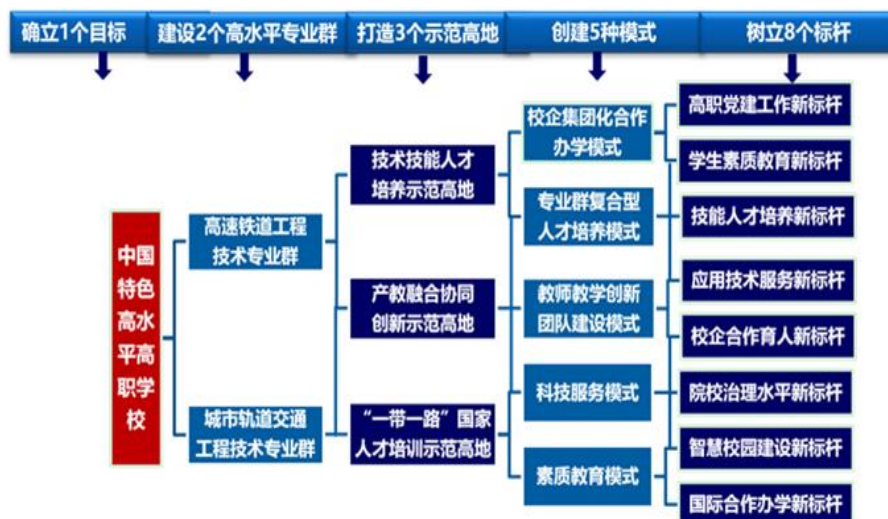 确立1个目标
建设2个高水平专业群
打造3个示范高地
创建5种模式
树立8个标杆
中国
特色
高水
平高
职学
校
高速铁道工程
技术专业群
城市轨道交通
工程技术专业群
技术技能人才
培养示范高地
产教融合协同
创新示范高地
“一带一路”国家
人才培训示范高地
校企集团化合作
办学模式
专业群复合型
人才培养模式
教师教学创新
团队建设模式
科技服务模式
素质教育模式
高职党建工作新标杆
学生素质教育新标杆
技能人才培养新标杆
应用技术服务新标杆
校企合作育人新标杆
院校治理水平新标杆
智慧校园建设新标杆
国际合作办学新标杆